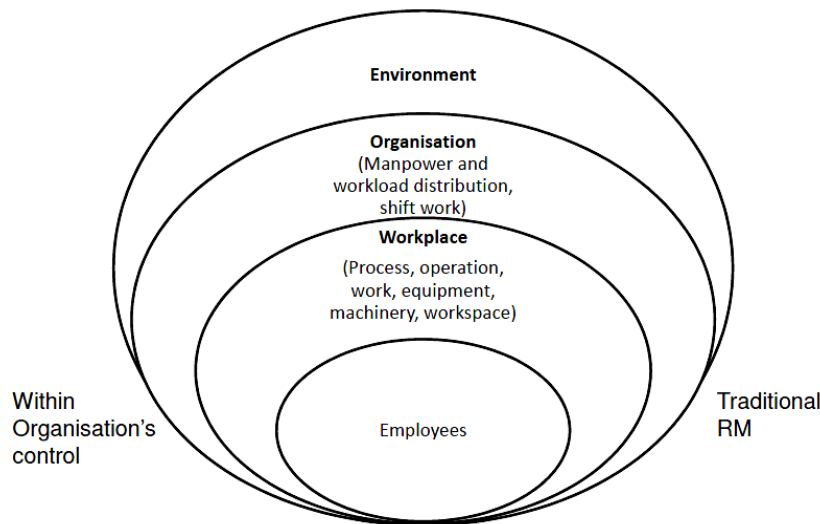 Environment
Organisation
(Manpower and
workload distribution,
shift work)
Workplace
(Process, operation,
work, equipment,
machinery, workspace)
Employees
Within
Organisation's
control
Traditional
RM